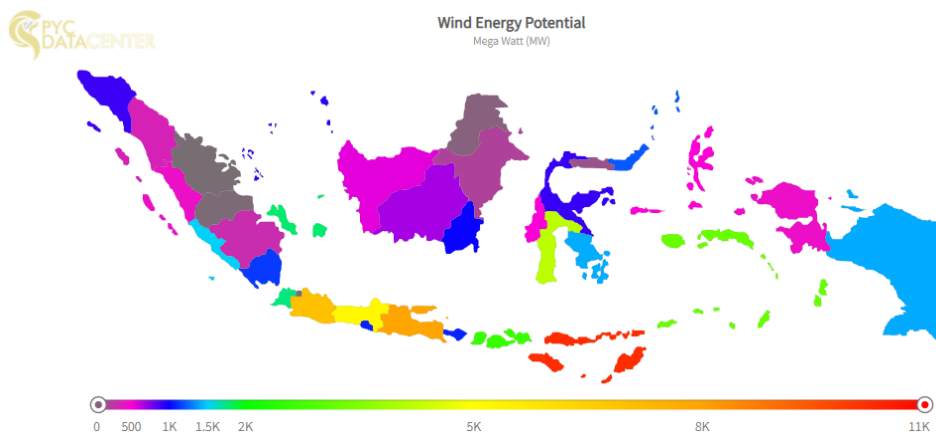 PYC
DATACENTER
Wind Energy Potential
Mega Watt (MW)
0 500 1K 1.5K 2K 5K 8K 11K